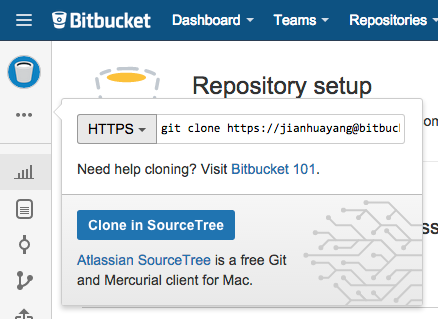 Bitbucket Dashboard Teams Repositories
Repository setup
HTTPS git clone https://jianhuayang@bitbuc
Need help cloning? Visit Bitbucket 101.
Clone in SourceTree
Atlassian SourceTree is a free Git
and Mercurial client for Mac.